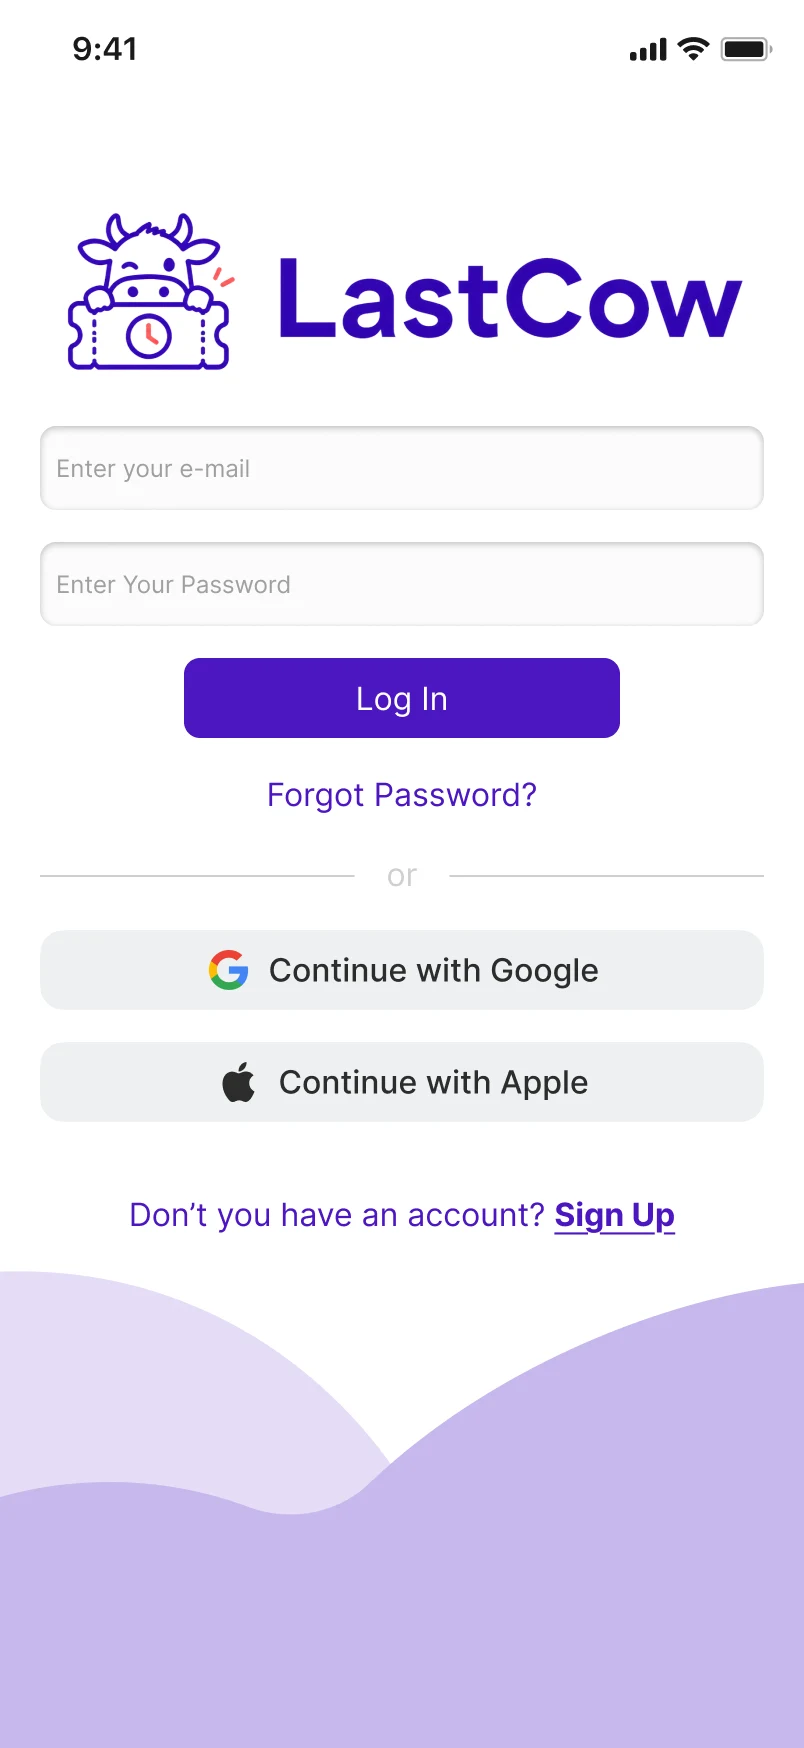 9:41
LastCow
Enter your e-mail
Enter Your Password
Log In
Forgot Password?
or
Continue with Google
Continue with Apple
Don’t you have an account? Sign Up